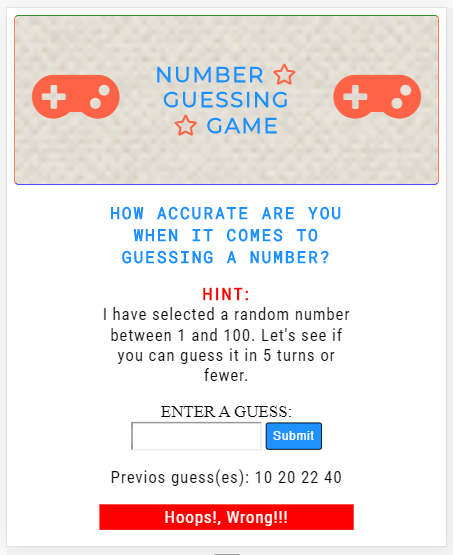 NUMBER
GUESSING
GAME
HOW ACCURATE ARE YOU
WHEN IT COMES TO
GUESSING A NUMBER?
HINT:
I have selected a random number
between 1 and 100. Let's see if
you can guess it in 5 turns or
fewer.
ENTER A GUESS:
Submit
Previos guess(es): 10 20 22 40
Hoops!, Wrong!!!